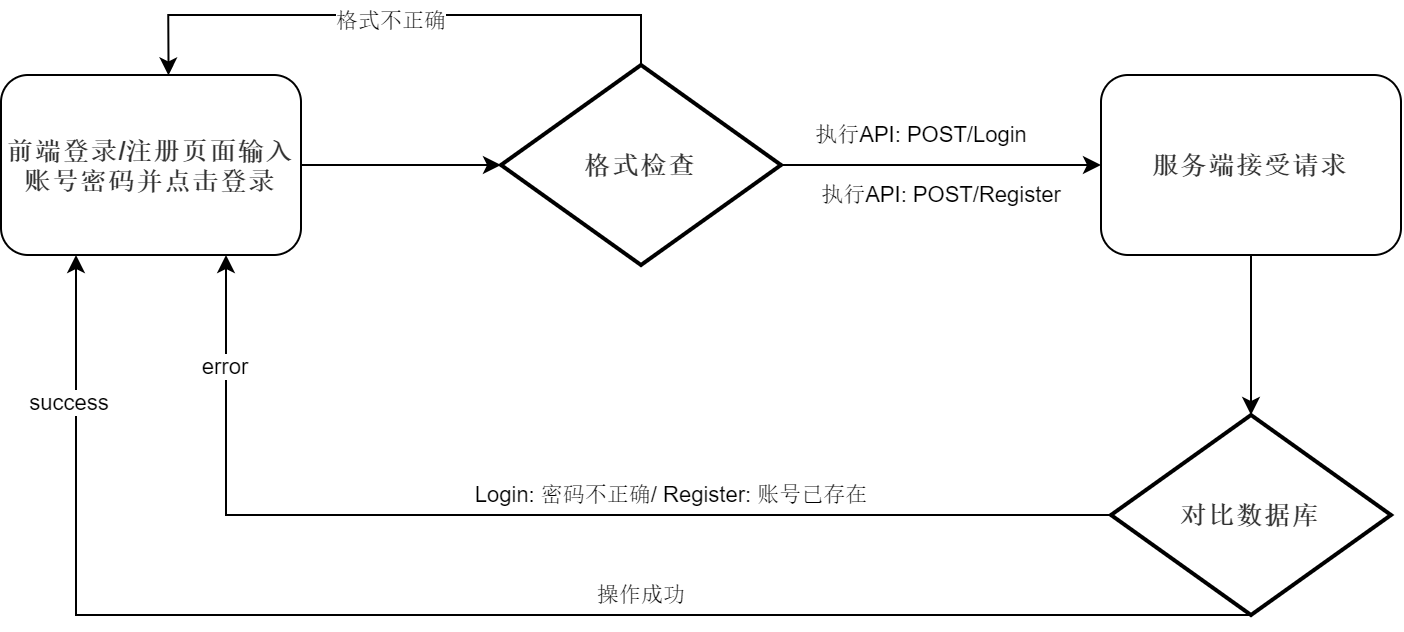 格式不正确
前端登录/注册页面输入
账号密码并点击登录
格式检查
执行API: POST/Login
执行API: POST/Register
服务端接受请求
error
success
Login: 密码不正确/ Register: 账号已存在
对比数据库
操作成功